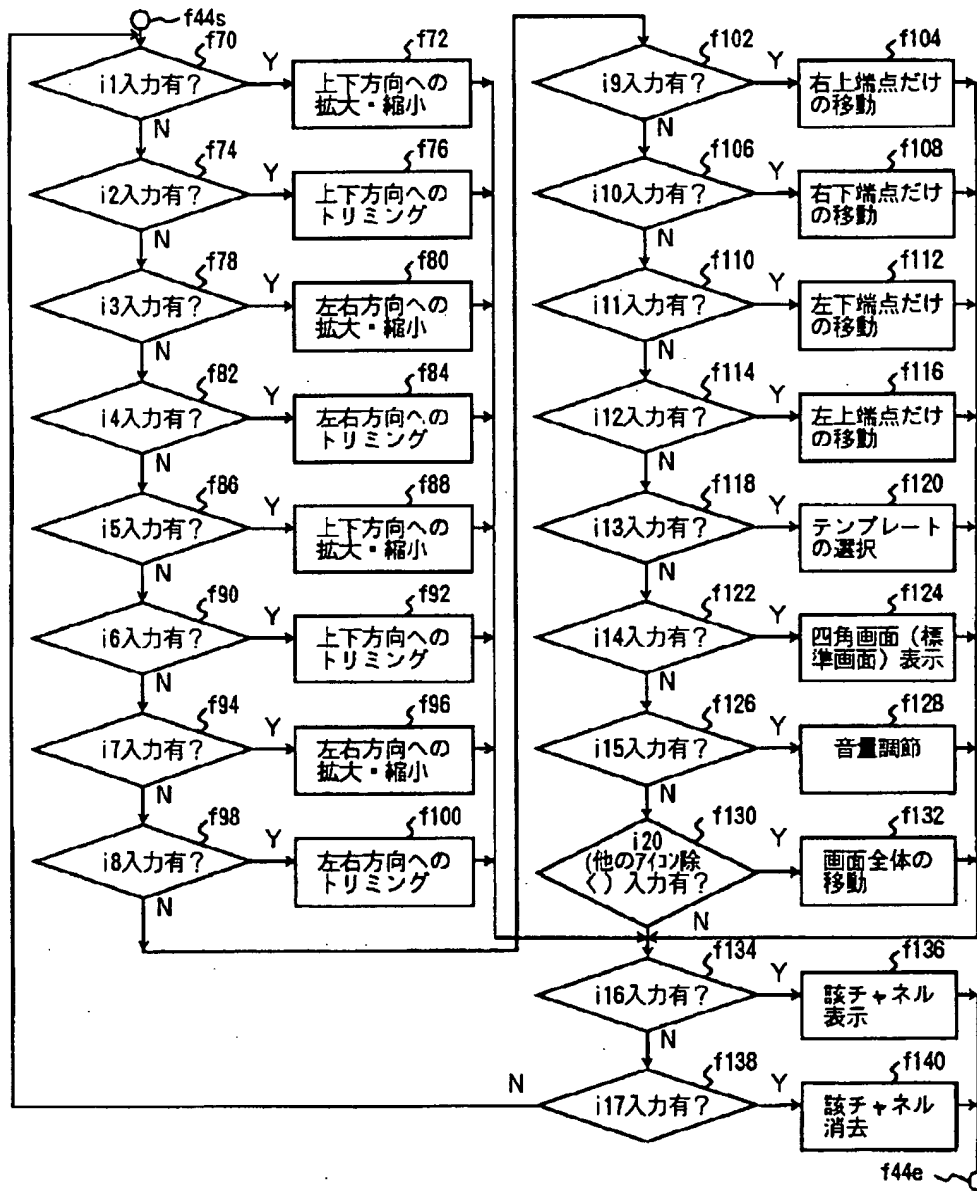 f44s
f70
i1入力有?
Y
N
f72
上下方向への
拡大・縮小
f74
i2入力有?
Y
N
f76
上下方向への
トリミング
f78
i3入力有?
Y
N
f80
左右方向への
拡大・縮小
f82
i4入力有?
Y
N
f84
左右方向への
トリミング
f86
i5入力有?
Y
N
f88
上下方向への
拡大・縮小
f90
i6入力有?
Y
N
f92
上下方向への
トリミング
f94
i7入力有?
Y
N
f96
左右方向への
拡大・縮小
f98
i8入力有?
Y
N
f100
左右方向への
トリミング
f102
i9入力有?
Y
N
f104
右上端点だけ
の移動
f106
i10入力有?
Y
N
f108
右下端点だけ
の移動
f110
i11入力有?
Y
N
f112
左下端点だけ
の移動
f114
i12入力有?
Y
N
f116
左上端点だけ
の移動
f118
i13入力有?
Y
N
f120
テンプレート
の選択
f122
i14入力有?
Y
N
f124
四角画面(標
準画面)表示
f126
i15入力有?
Y
N
f128
音量調節
f130
i20
(他のアイコン除
く)入力有?
Y
N
f132
画面全体の
移動
f134
i16入力有?
Y
N
f136
該チャネル
表示
f138
i17入力有?
Y
N
f140
該チャネル
消去
f44e